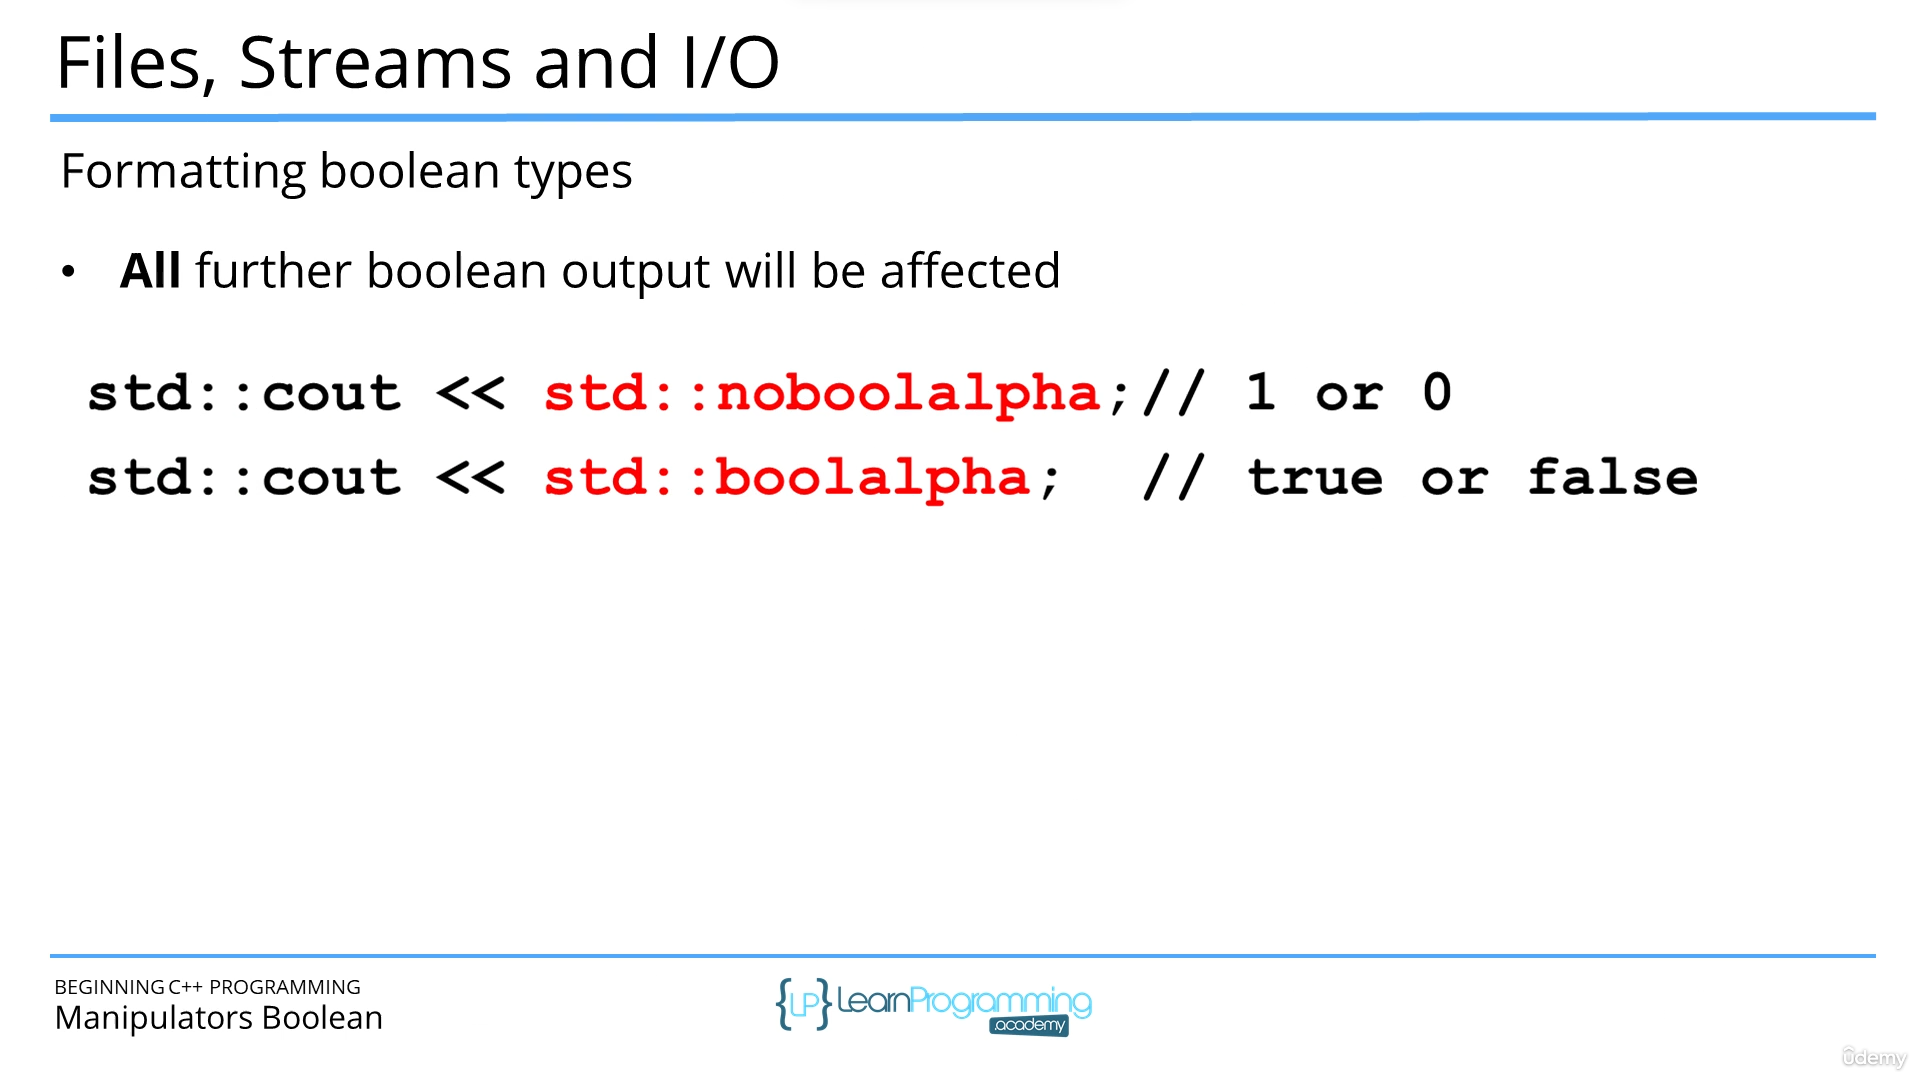 Files, Streams and I/O
Formatting boolean types
• All further boolean output will be affected
std::cout << std::noboolalpha;// 1 or 0
std::cout << std::boolalpha;  // true or false
BEGINNING C++ PROGRAMMING
Manipulators Boolean
{LP} LearnProgramming
academy
ûdemy